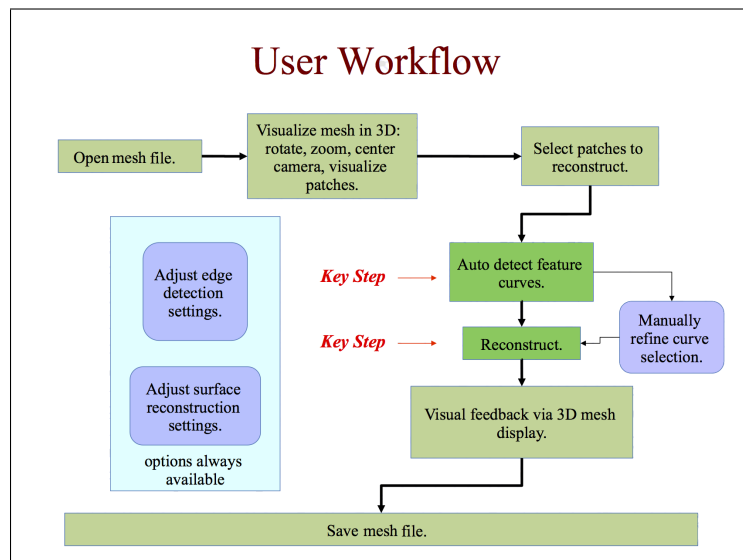 User Workflow
Open mesh file.
Visualize mesh in 3D:
rotate, zoom, center
camera, visualize
patches.
Select patches to
reconstruct.
Adjust edge
detection
settings.
Adjust surface
reconstruction
settings.
options always
available
Key Step
Auto detect feature
curves.
Manually
refine curve
selection.
Key Step
Reconstruct.
Visual feedback via 3D mesh
display.
Save mesh file.